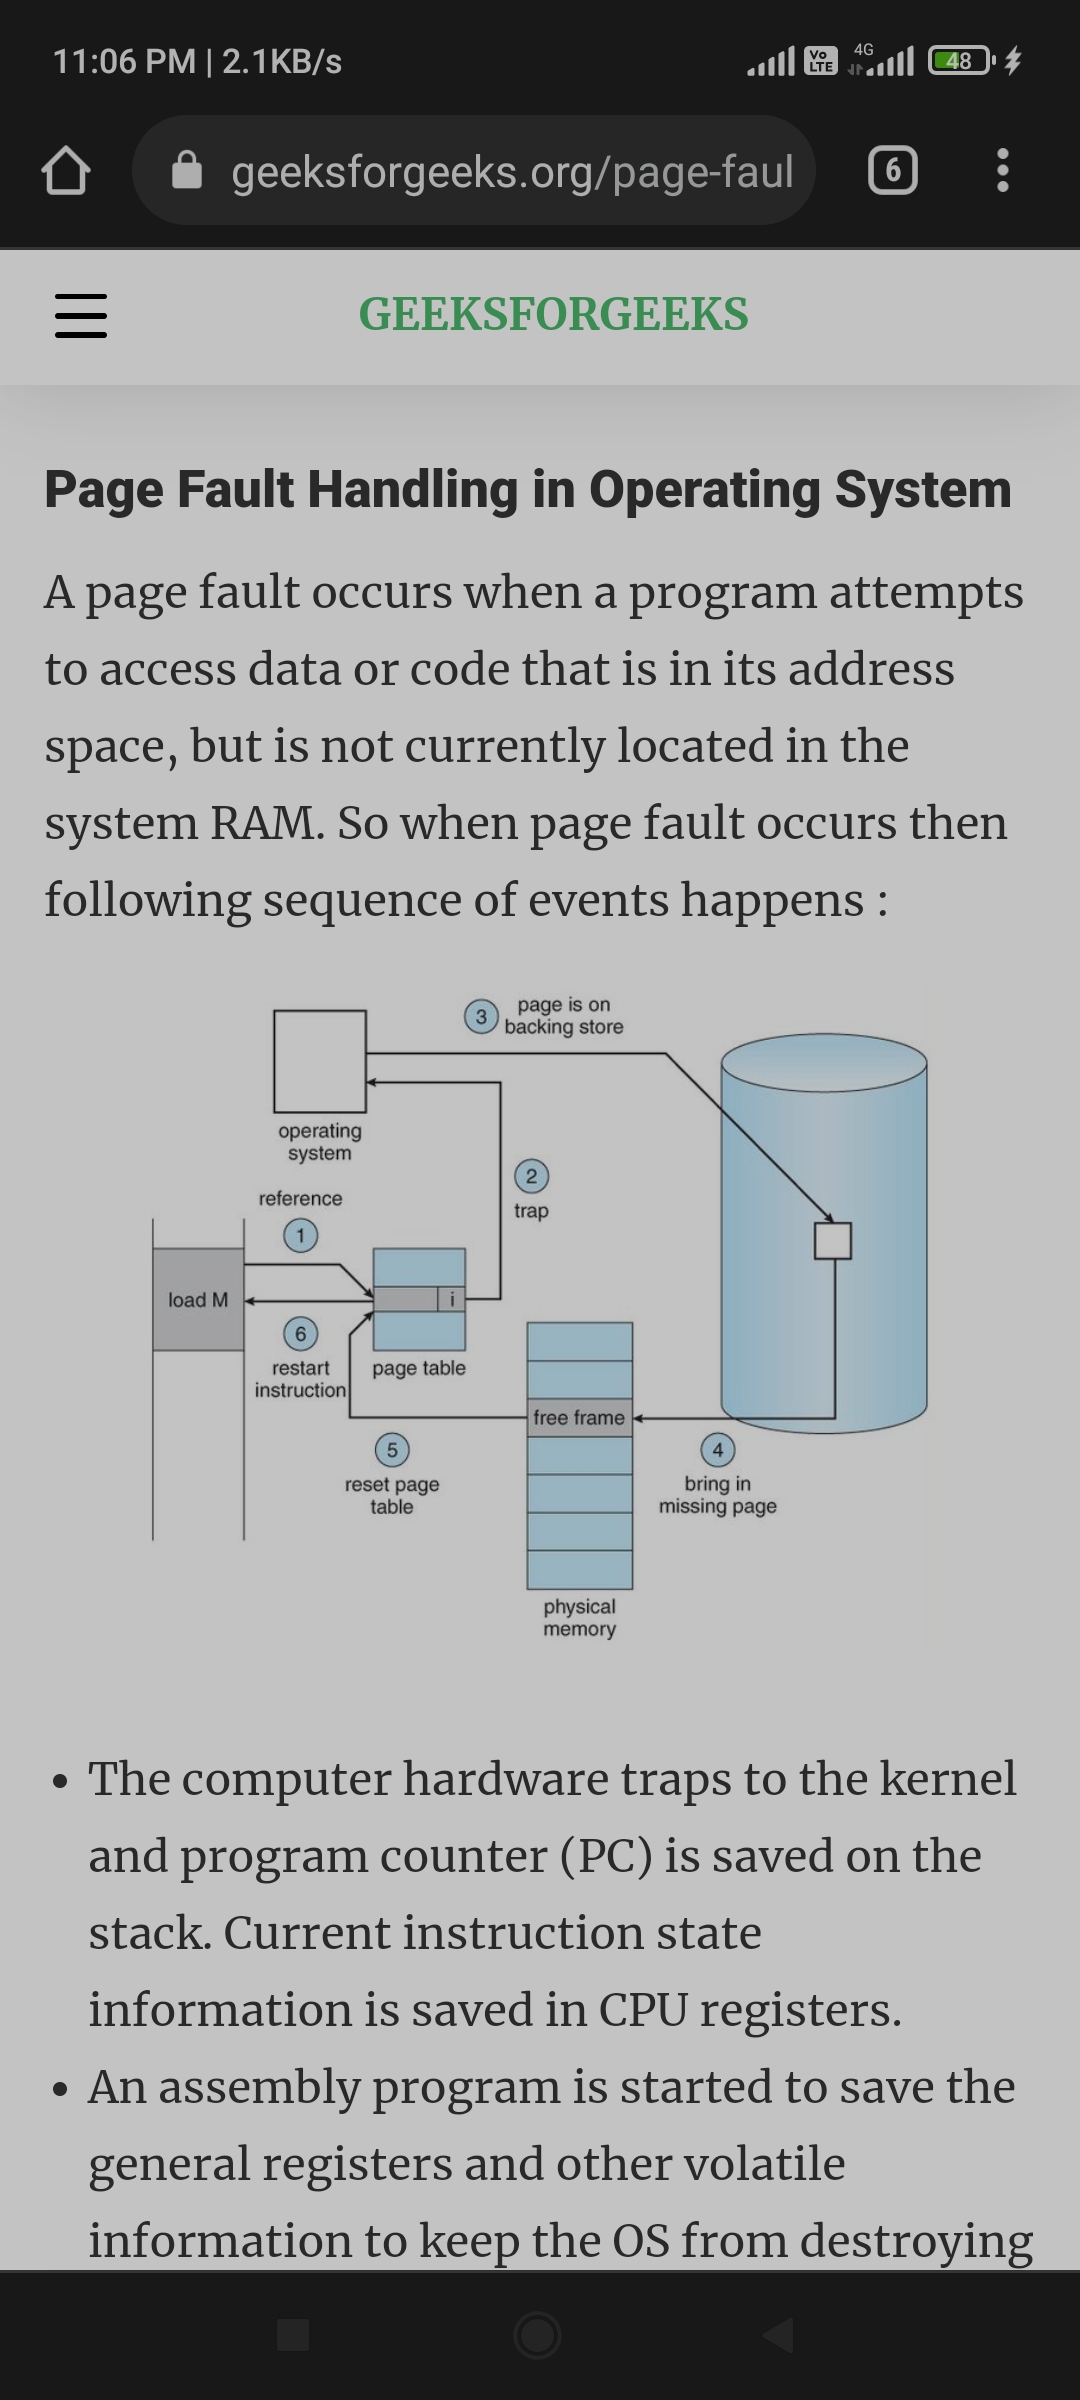 11:06 PM | 2.1KB/s
Vo LTE 4G 48
geeksforgeeks.org/page-faul 6
GEEKSFORGEEKS
Page Fault Handling in Operating System
A page fault occurs when a program attempts
to access data or code that is in its address
space, but is not currently located in the
system RAM. So when page fault occurs then
following sequence of events happens :
3 page is on
backing store
operating
system
2
trap
reference
1
load M
i
6
restart
instruction
page table
free frame
5
reset page
table
4
bring in
missing page
physical
memory
• The computer hardware traps to the kernel
and program counter (PC) is saved on the
stack. Current instruction state
information is saved in CPU registers.
• An assembly program is started to save the
general registers and other volatile
information to keep the OS from destroying